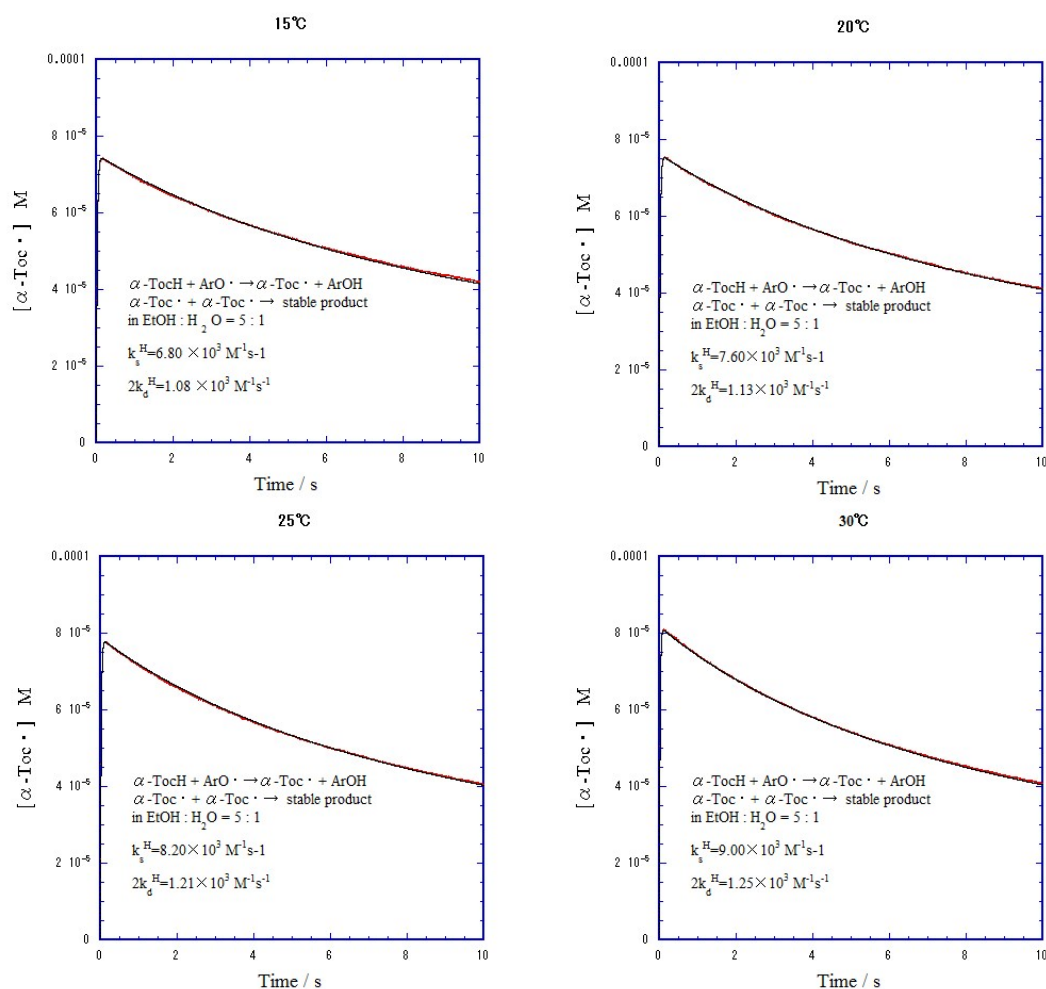 15℃
0.0001
8 10⁻⁵
6 10⁻⁵
4 10⁻⁵
2 10⁻⁵
0
[α-Toc・] M
α-TocH + ArO・→α-Toc・ + ArOH
α-Toc・ + α-Toc・→ stable product
in EtOH : H₂O = 5 : 1
kₛᴴ=6.80 ×10³ M⁻¹s-1
2k_dᴴ=1.08 ×10³ M⁻¹s⁻¹
0 2 4 6 8 10
Time / s
20℃
0.0001
8 10⁻⁵
6 10⁻⁵
4 10⁻⁵
2 10⁻⁵
0
[α-Toc・] M
α-TocH + ArO・→α-Toc・ + ArOH
α-Toc・ + α-Toc・→ stable product
in EtOH : H₂O = 5 : 1
kₛᴴ=7.60×10³ M⁻¹s-1
2k_dᴴ=1.13×10³ M⁻¹s⁻¹
0 2 4 6 8 10
Time / s
25℃
0.0001
8 10⁻⁵
6 10⁻⁵
4 10⁻⁵
2 10⁻⁵
0
[α-Toc・] M
α-TocH + ArO・→α-Toc・ + ArOH
α-Toc・ + α-Toc・→ stable product
in EtOH : H₂O = 5 : 1
kₛᴴ=8.20×10³ M⁻¹s-1
2k_dᴴ=1.21×10³ M⁻¹s⁻¹
0 2 4 6 8 10
Time / s
30℃
0.0001
8 10⁻⁵
6 10⁻⁵
4 10⁻⁵
2 10⁻⁵
0
[α-Toc・] M
α-TocH + ArO・→α-Toc・ + ArOH
α-Toc・ + α-Toc・→ stable product
in EtOH : H₂O = 5 : 1
kₛᴴ=9.00×10³ M⁻¹s-1
2k_dᴴ=1.25×10³ M⁻¹s⁻¹
0 2 4 6 8 10
Time / s